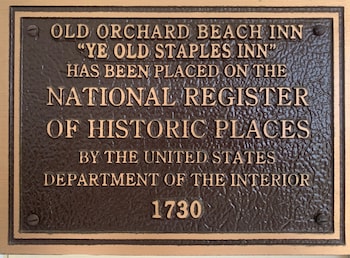 OLD ORCHARD BEACH INN
"YE OLD STAPLES INN"
HAS BEEN PLACED ON THE
NATIONAL REGISTER
OF HISTORIC PLACES
BY THE UNITED STATES
DEPARTMENT OF THE INTERIOR
1730